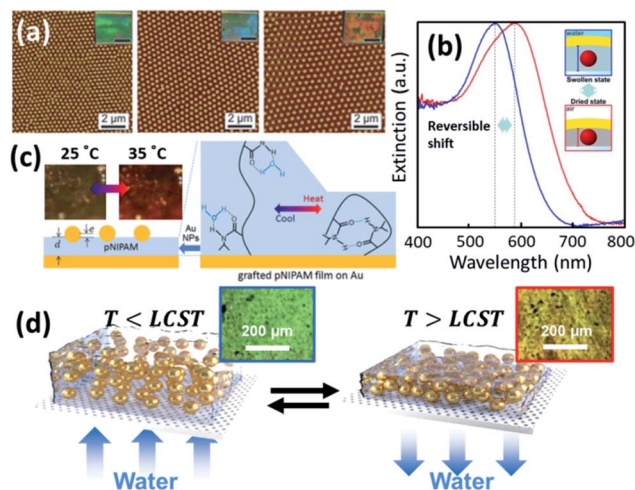 (a)
2 μm
2 μm
2 μm
(b)
Extinction (a.u.)
water
Swollen state
Dried state
air
Reversible
shift
400 500 600 700 800
Wavelength (nm)
(c)
25 ˚C 35 ˚C
d
e
pNIPAM
Au
NPs
H
N
O
H
H
O
Heat
Cool
grafted pNIPAM film on Au
(d)
T < LCST
200 μm
T > LCST
200 μm
Water
Water